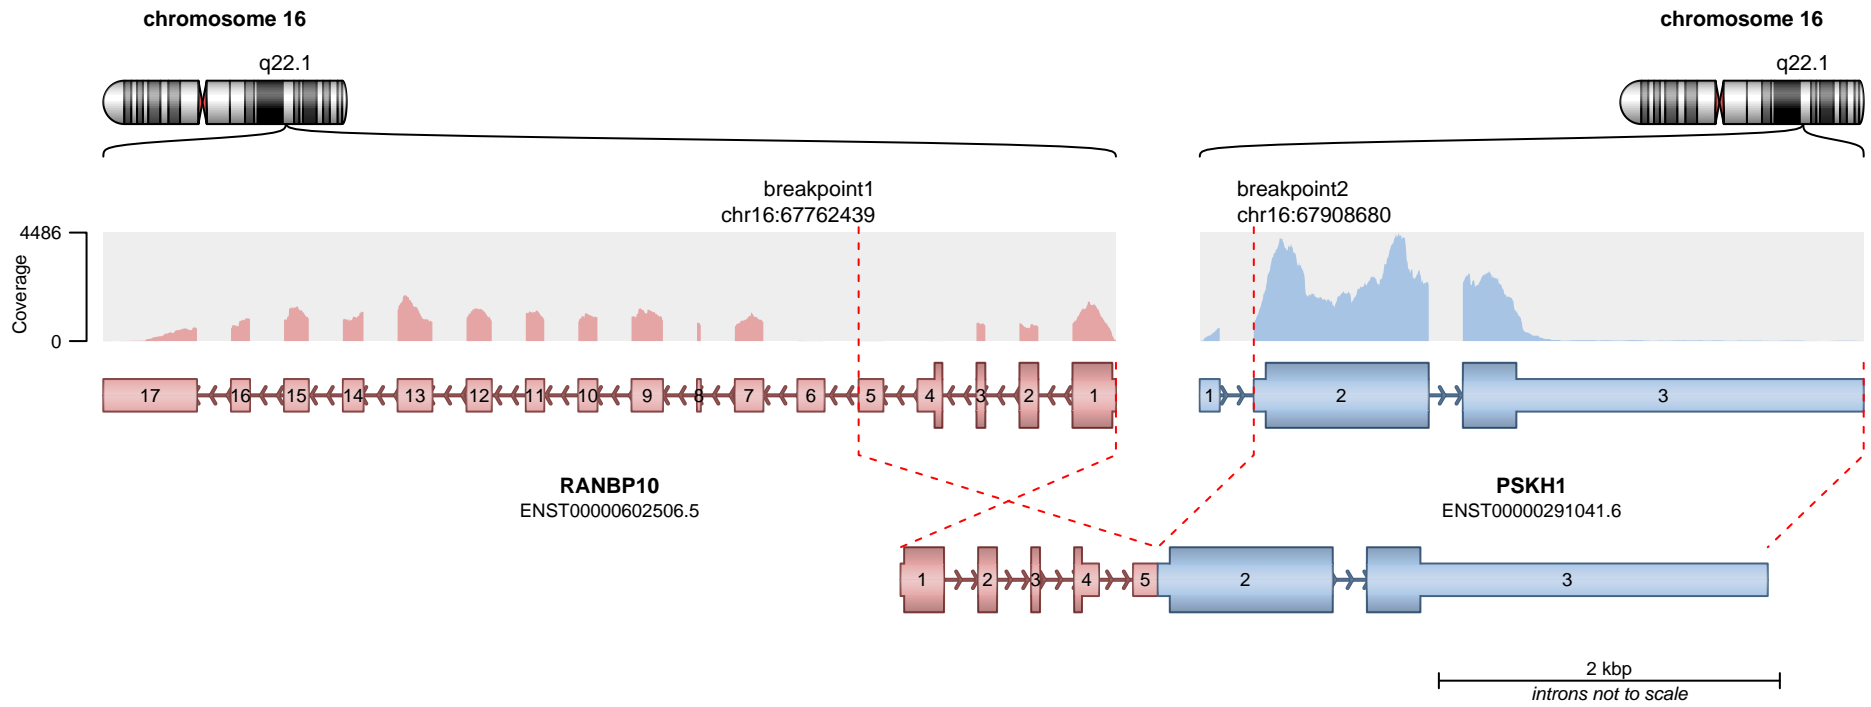 chromosome 16
chromosome 16
q22.1
q22.1
breakpoint1
chr16:67762439
breakpoint2
chr16:67908680
4486
Coverage
0
17 16 15 14 13 12 11 10 9 8 7 6 5 4 3 2 1
1 2 3
RANBP10
ENST00000602506.5
PSKH1
ENST00000291041.6
1 2 3 4 5 2 3
2 kbp
introns not to scale